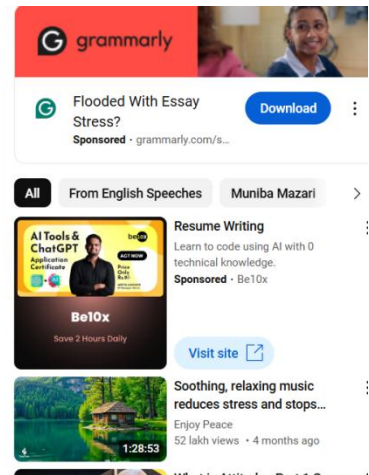 grammarly
Flooded With Essay
Stress?
Sponsored · grammarly.com/s...
Download
All
From English Speeches
Muniba Mazari
AI Tools &
ChatGPT
Application
Certificate
be10x
ACT NOW
Price
Only
Be10x
Save 2 Hours Daily
Resume Writing
Learn to code using AI with 0
technical knowledge.
Sponsored · Be10x
Visit site
1:28:53
Soothing, relaxing music
reduces stress and stops...
Enjoy Peace
52 lakh views · 4 months ago